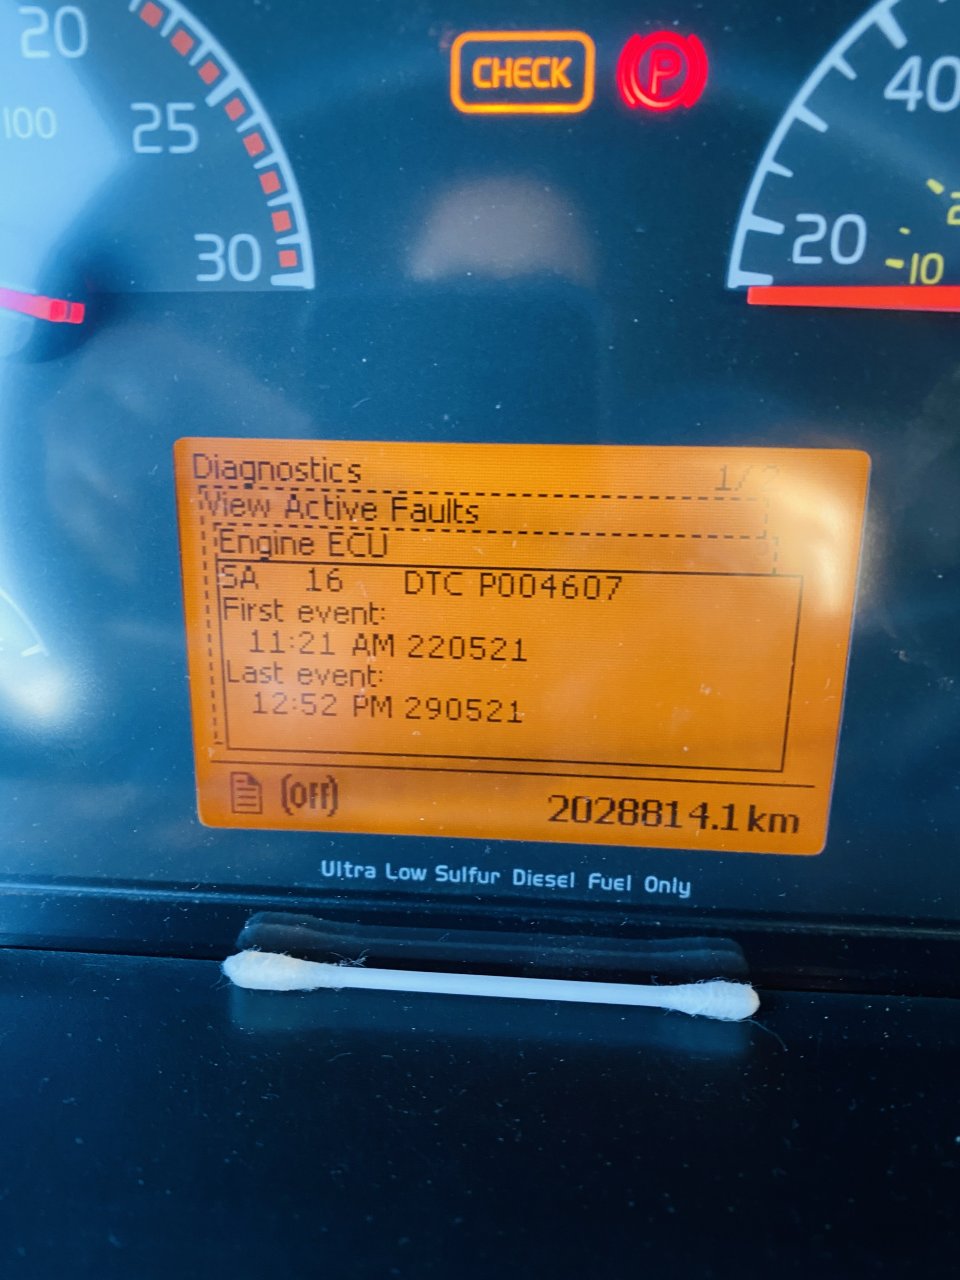 20
100
25
30
CHECK
P
40
20
10
Diagnostics 1/
View Active Faults
Engine ECU
SA 16 DTC P004607
First event:
11:21 AM 220521
Last event:
12:52 PM 290521
(Off) 2028814.1 km
Ultra Low Sulfur Diesel Fuel Only